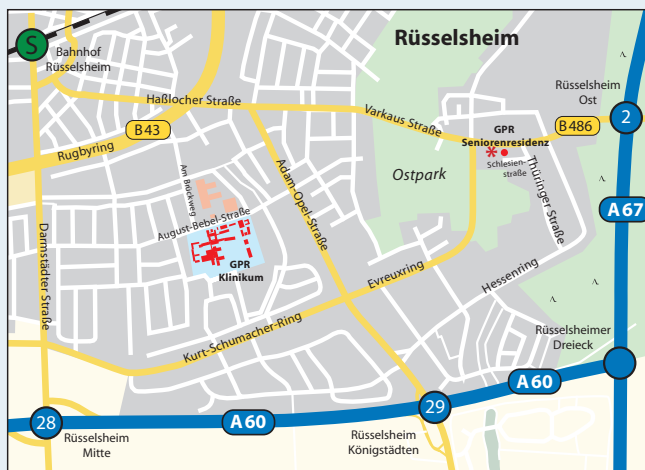 S
Bahnhof
Rüsselsheim
Rüsselsheim
Haßlocher Straße
B43
Rugbyring
Varkaus Straße
GPR
Seniorenresidenz
Schlesien-
straße
Rüsselsheim
Ost
2
B486
Ostpark
Thüringer Straße
A67
Am Brückweg
August-Bebel-Straße
Adam-Opel-Straße
GPR
Klinikum
Darmstädter Straße
Evreuxring
Hessenring
Kurt-Schumacher-Ring
Rüsselsheimer
Dreieck
A60
A60
28
29
Rüsselsheim
Mitte
Rüsselsheim
Königstädten